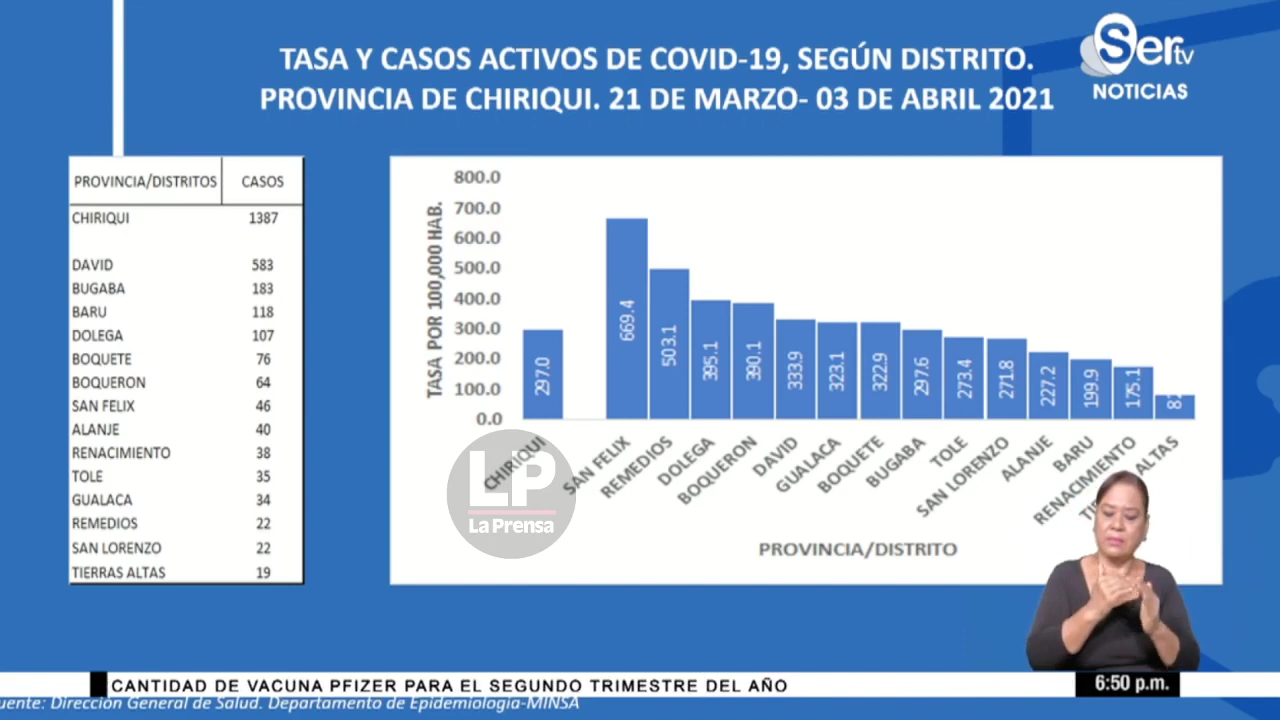 TASA Y CASOS ACTIVOS DE COVID-19, SEGÚN DISTRITO.
PROVINCIA DE CHIRIQUI. 21 DE MARZO- 03 DE ABRIL 2021
Ser tv
NOTICIAS
PROVINCIA/DISTRITOS CASOS
CHIRIQUI 1387
DAVID 583
BUGABA 183
BARU 118
DOLEGA 107
BOQUETE 76
BOQUERON 64
SAN FELIX 46
ALANJE 40
RENACIMIENTO 38
TOLE 35
GUALACA 34
REMEDIOS 22
SAN LORENZO 22
TIERRAS ALTAS 19
TASA POR 100,000 HAB.
800.0
700.0
600.0
500.0
400.0
300.0
200.0
100.0
0.0
297.0 669.4 503.1 395.1 390.1 333.9 323.1 322.9 297.6 273.4 271.8 227.2 199.9 175.1
CHIRIQUI SAN FELIX REMEDIOS DOLEGA BOQUERON DAVID GUALACA BOQUETE BUGABA TOLE SAN LORENZO ALANJE BARU RENACIMIENTO ALTAS
PROVINCIA/DISTRITO
LP
La Prensa
CANTIDAD DE VACUNA PFIZER PARA EL SEGUNDO TRIMESTRE DEL AÑO
6:50 p.m.
uente: Dirección General de Salud. Departamento de Epidemiología-MINSA